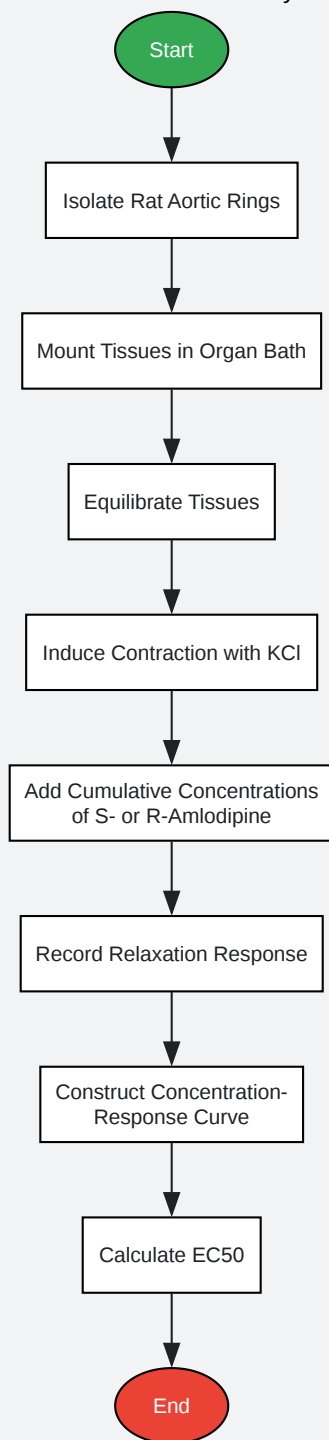 Start
Isolate Rat Aortic Rings
Mount Tissues in Organ Bath
Equilibrate Tissues
Induce Contraction with KCl
Add Cumulative Concentrations
of S- or R-Amlodipine
Record Relaxation Response
Construct Concentration-
Response Curve
Calculate EC50
End